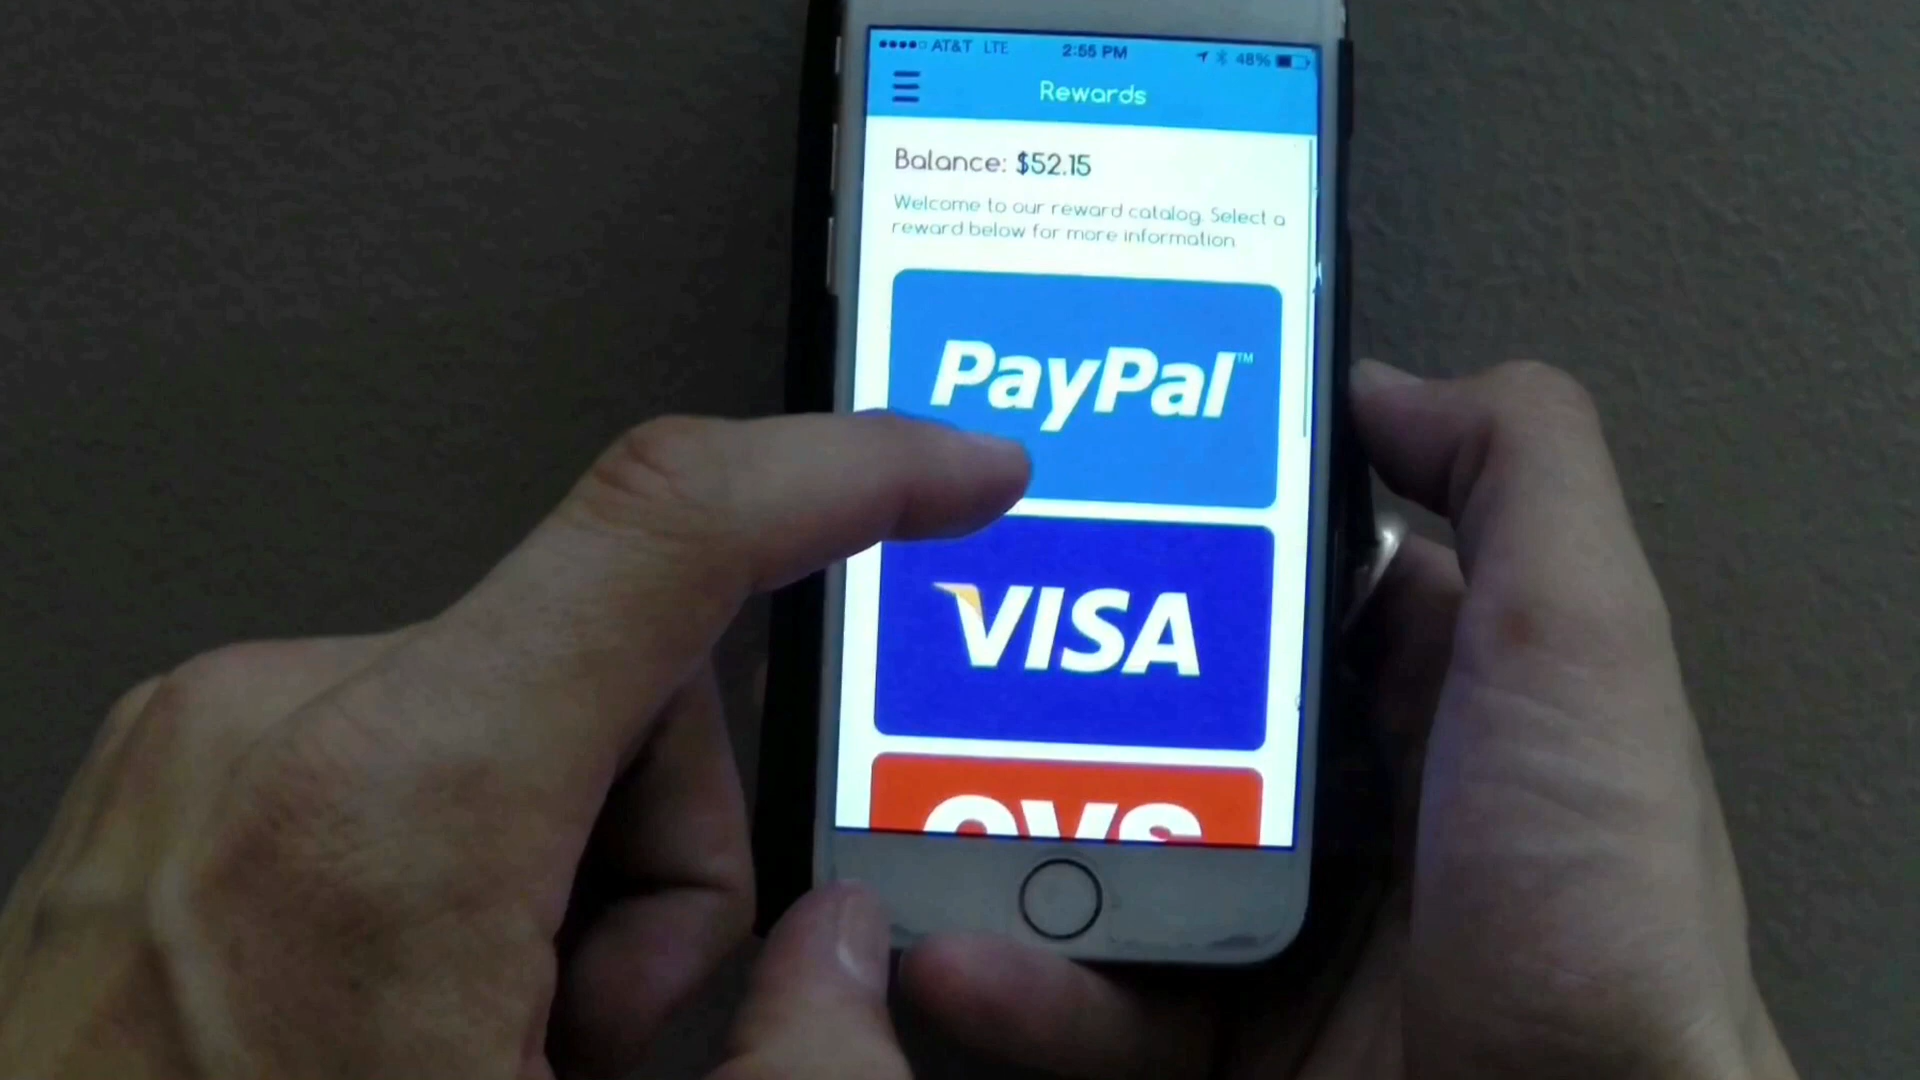 AT&T LTE 2:55 PM 48%
Rewards
Balance: $52.15
Welcome to our reward catalog. Select a
reward below for more information
PayPal™
VISA
CVS